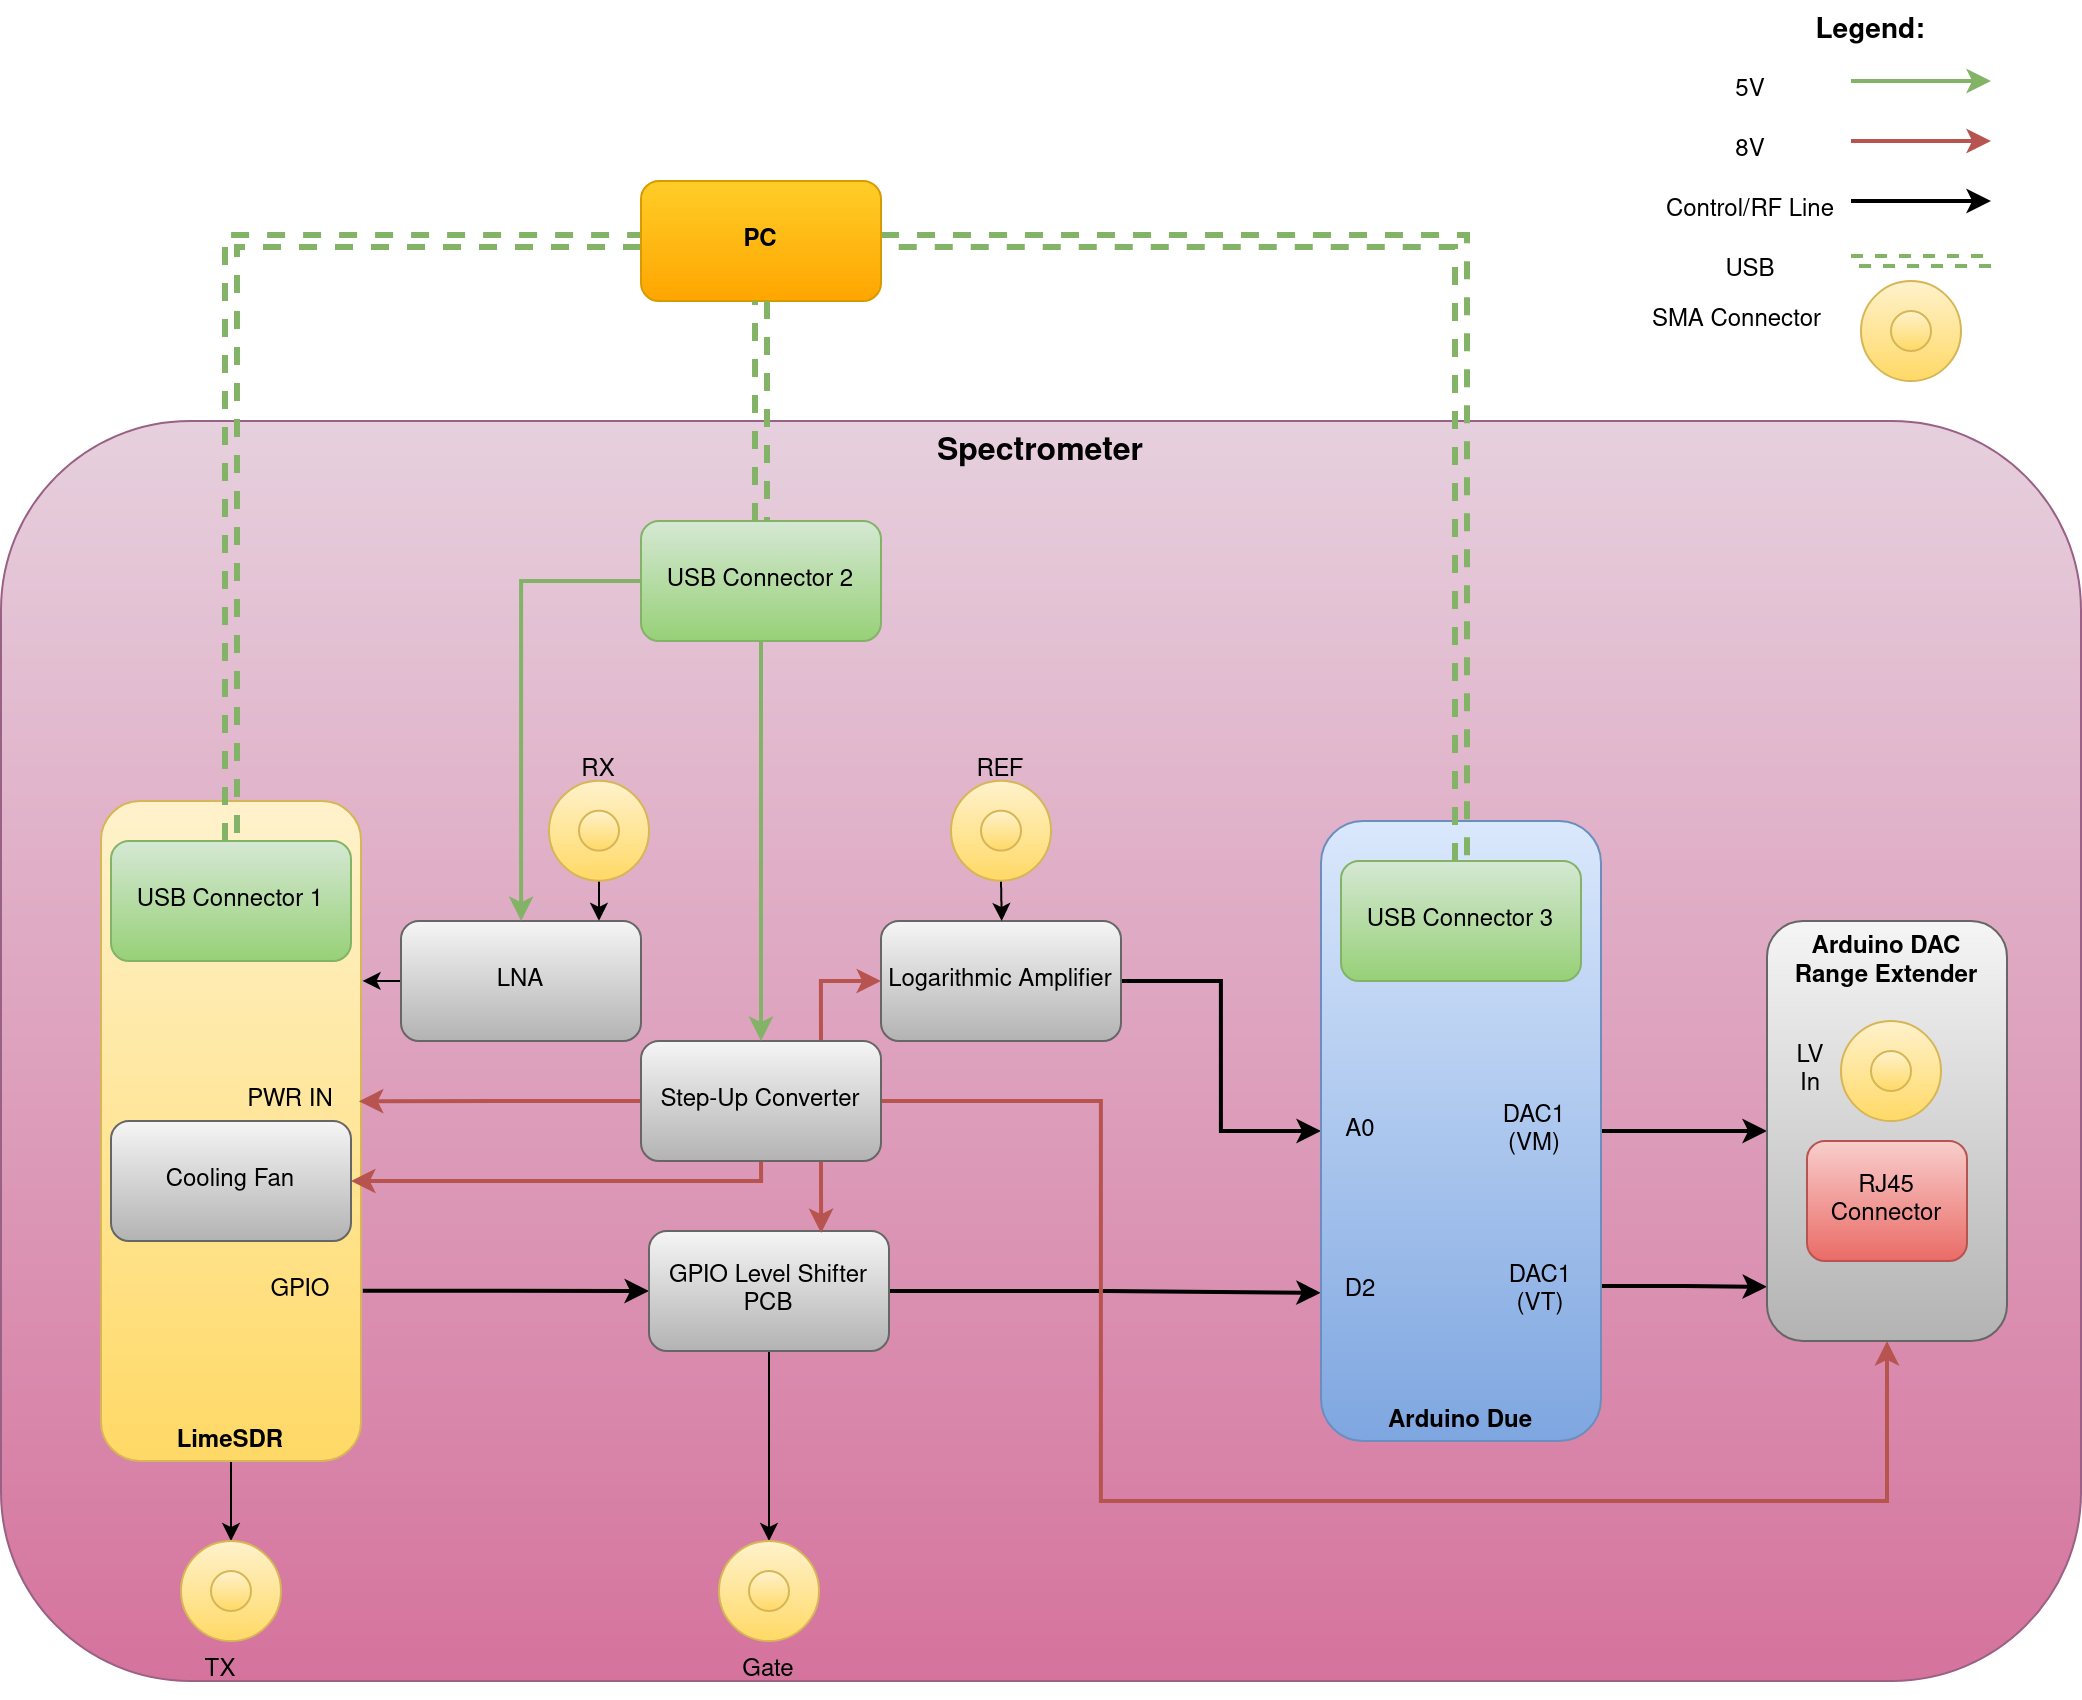 Legend:
5V
8V
Control/RF Line
USB
SMA Connector
PC
Spectrometer
USB Connector 2
RX
REF
USB Connector 1
LNA
Logarithmic Amplifier
USB Connector 3
Arduino DAC
Range Extender
LV
In
PWR IN
Step-Up Converter
A0
DAC1
(VM)
Cooling Fan
RJ45
Connector
GPIO
GPIO Level Shifter
PCB
D2
DAC1
(VT)
LimeSDR
Arduino Due
TX
Gate